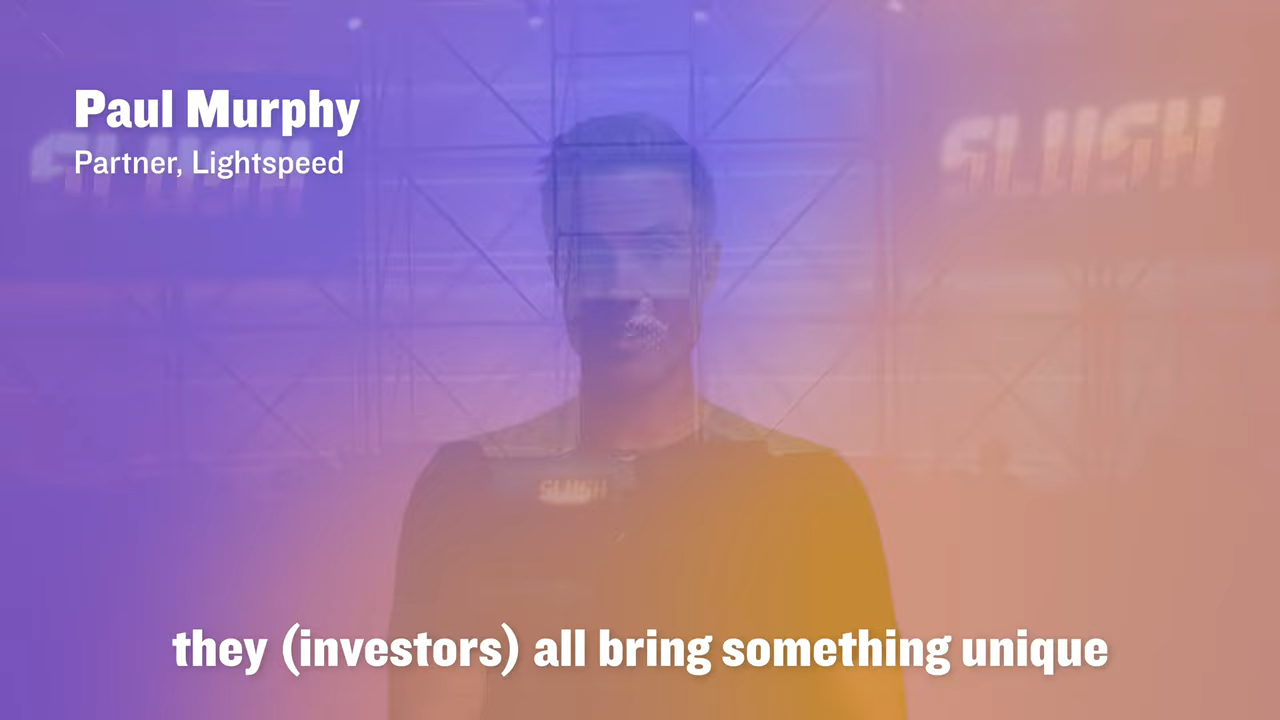 Paul Murphy
Partner, Lightspeed
SLUSH
SLUSH
SLUSH
they (investors) all bring something unique